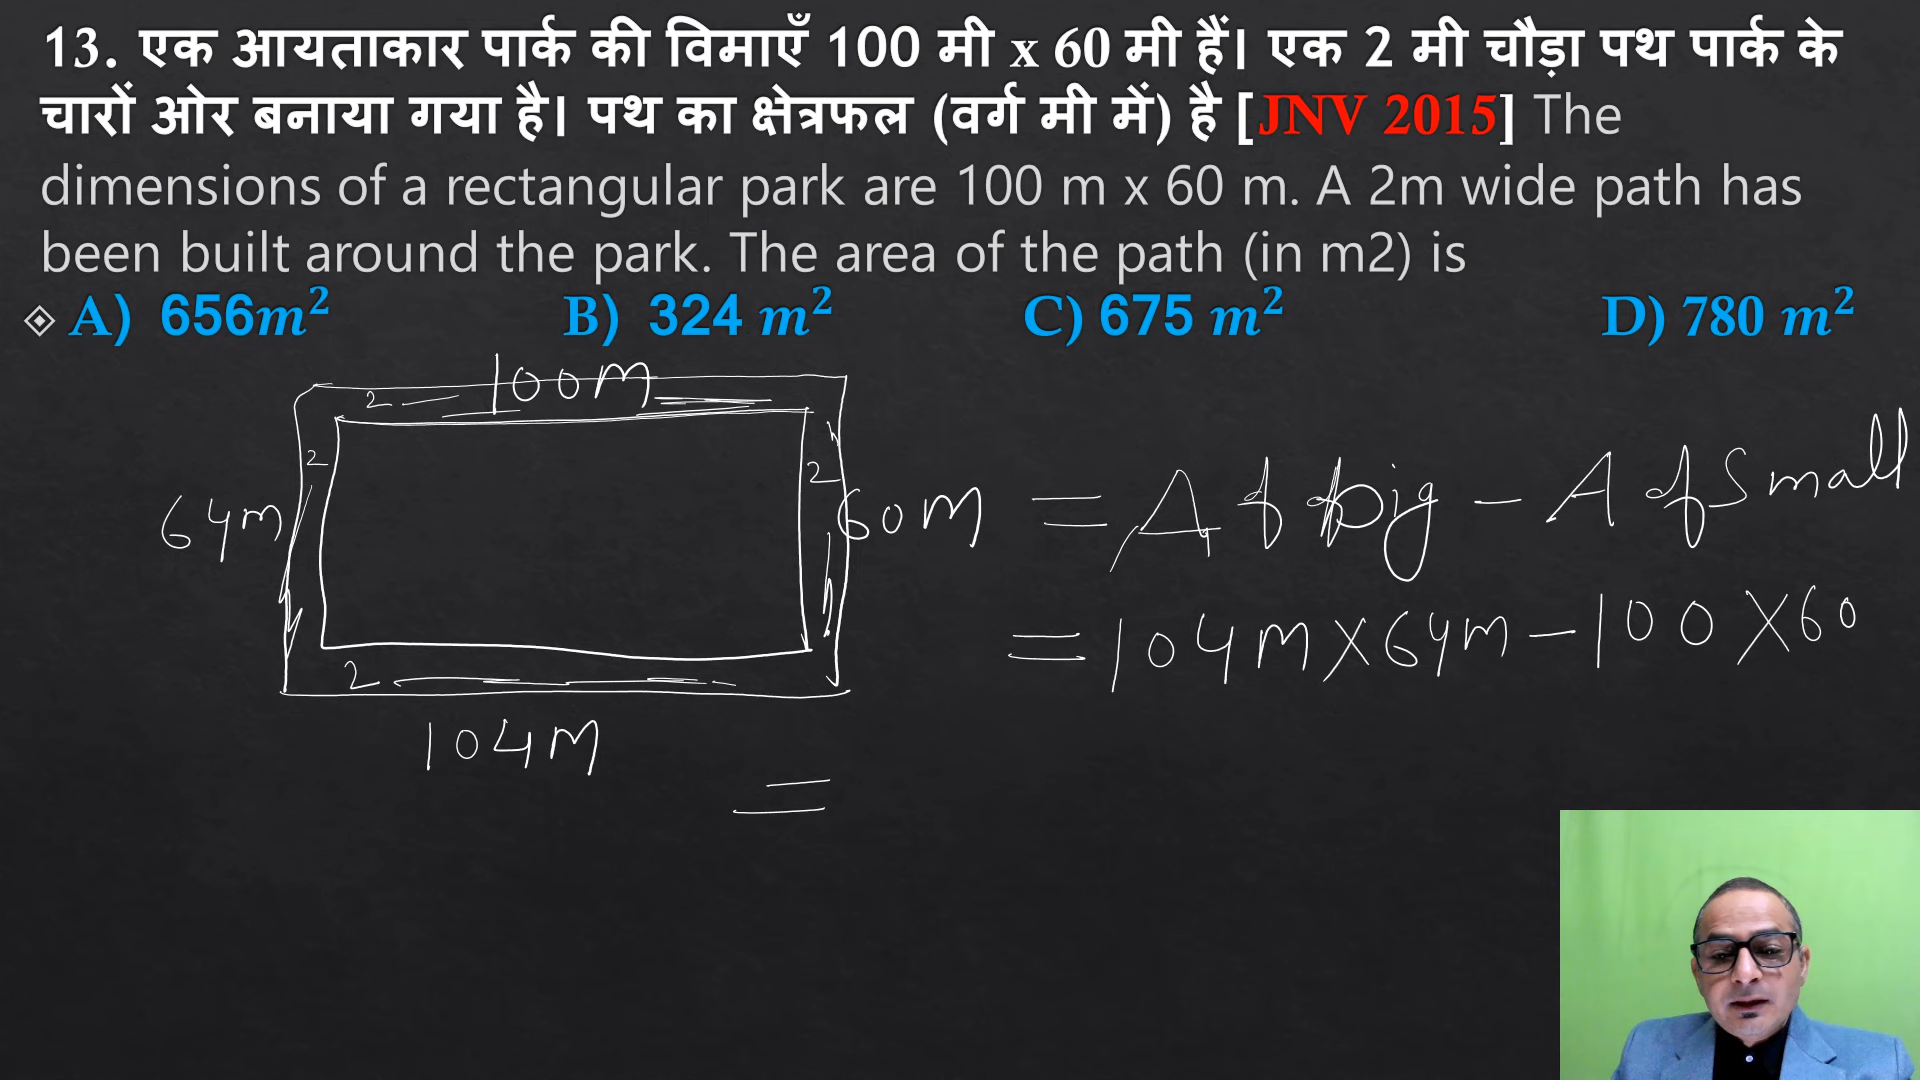 13. एक आयताकार पार्क की विमाएँ 100 मी x 60 मी हैं। एक 2 मी चौड़ा पथ पार्क के
चारों ओर बनाया गया है। पथ का क्षेत्रफल (वर्ग मी में) है [JNV 2015] The
dimensions of a rectangular park are 100 m x 60 m. A 2m wide path has
been built around the park. The area of the path (in m2) is
A) 656m² B) 324 m² C) 675 m² D) 780 m²
100M
2
2
2
64m
60M
= A of big - A of Small
= 104m X 64m - 100 X 60
2
104M
=